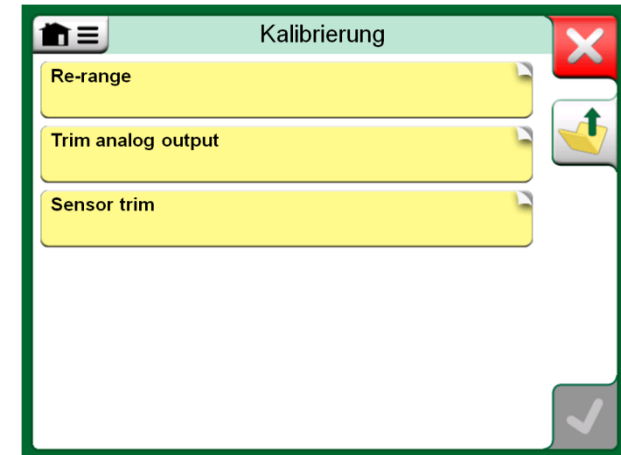 Kalibrierung
Re-range
Trim analog output
Sensor trim